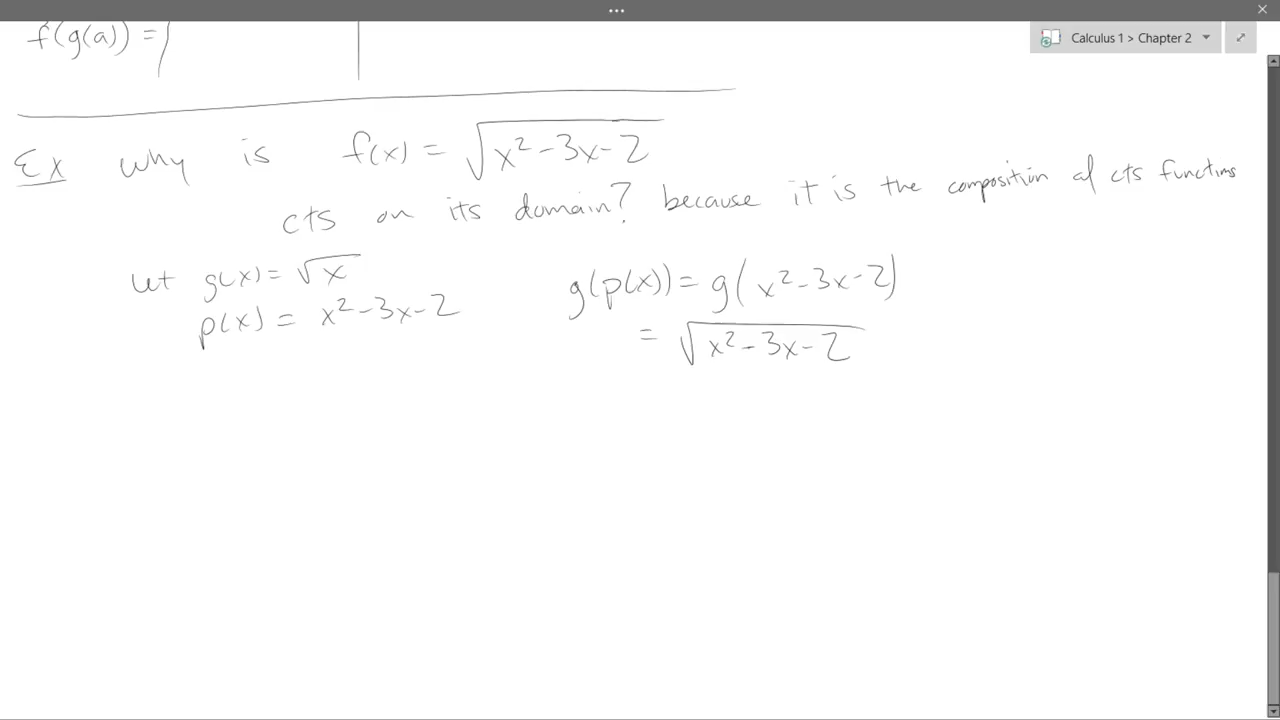 ...
Calculus 1 > Chapter 2
f(g(a)) =
Ex why is f(x) = √(x² - 3x - 2)
cts on its domain? because it is the composition of cts functions
let g(x) = √x
p(x) = x² - 3x - 2
g(p(x)) = g(x² - 3x - 2)
= √(x² - 3x - 2)